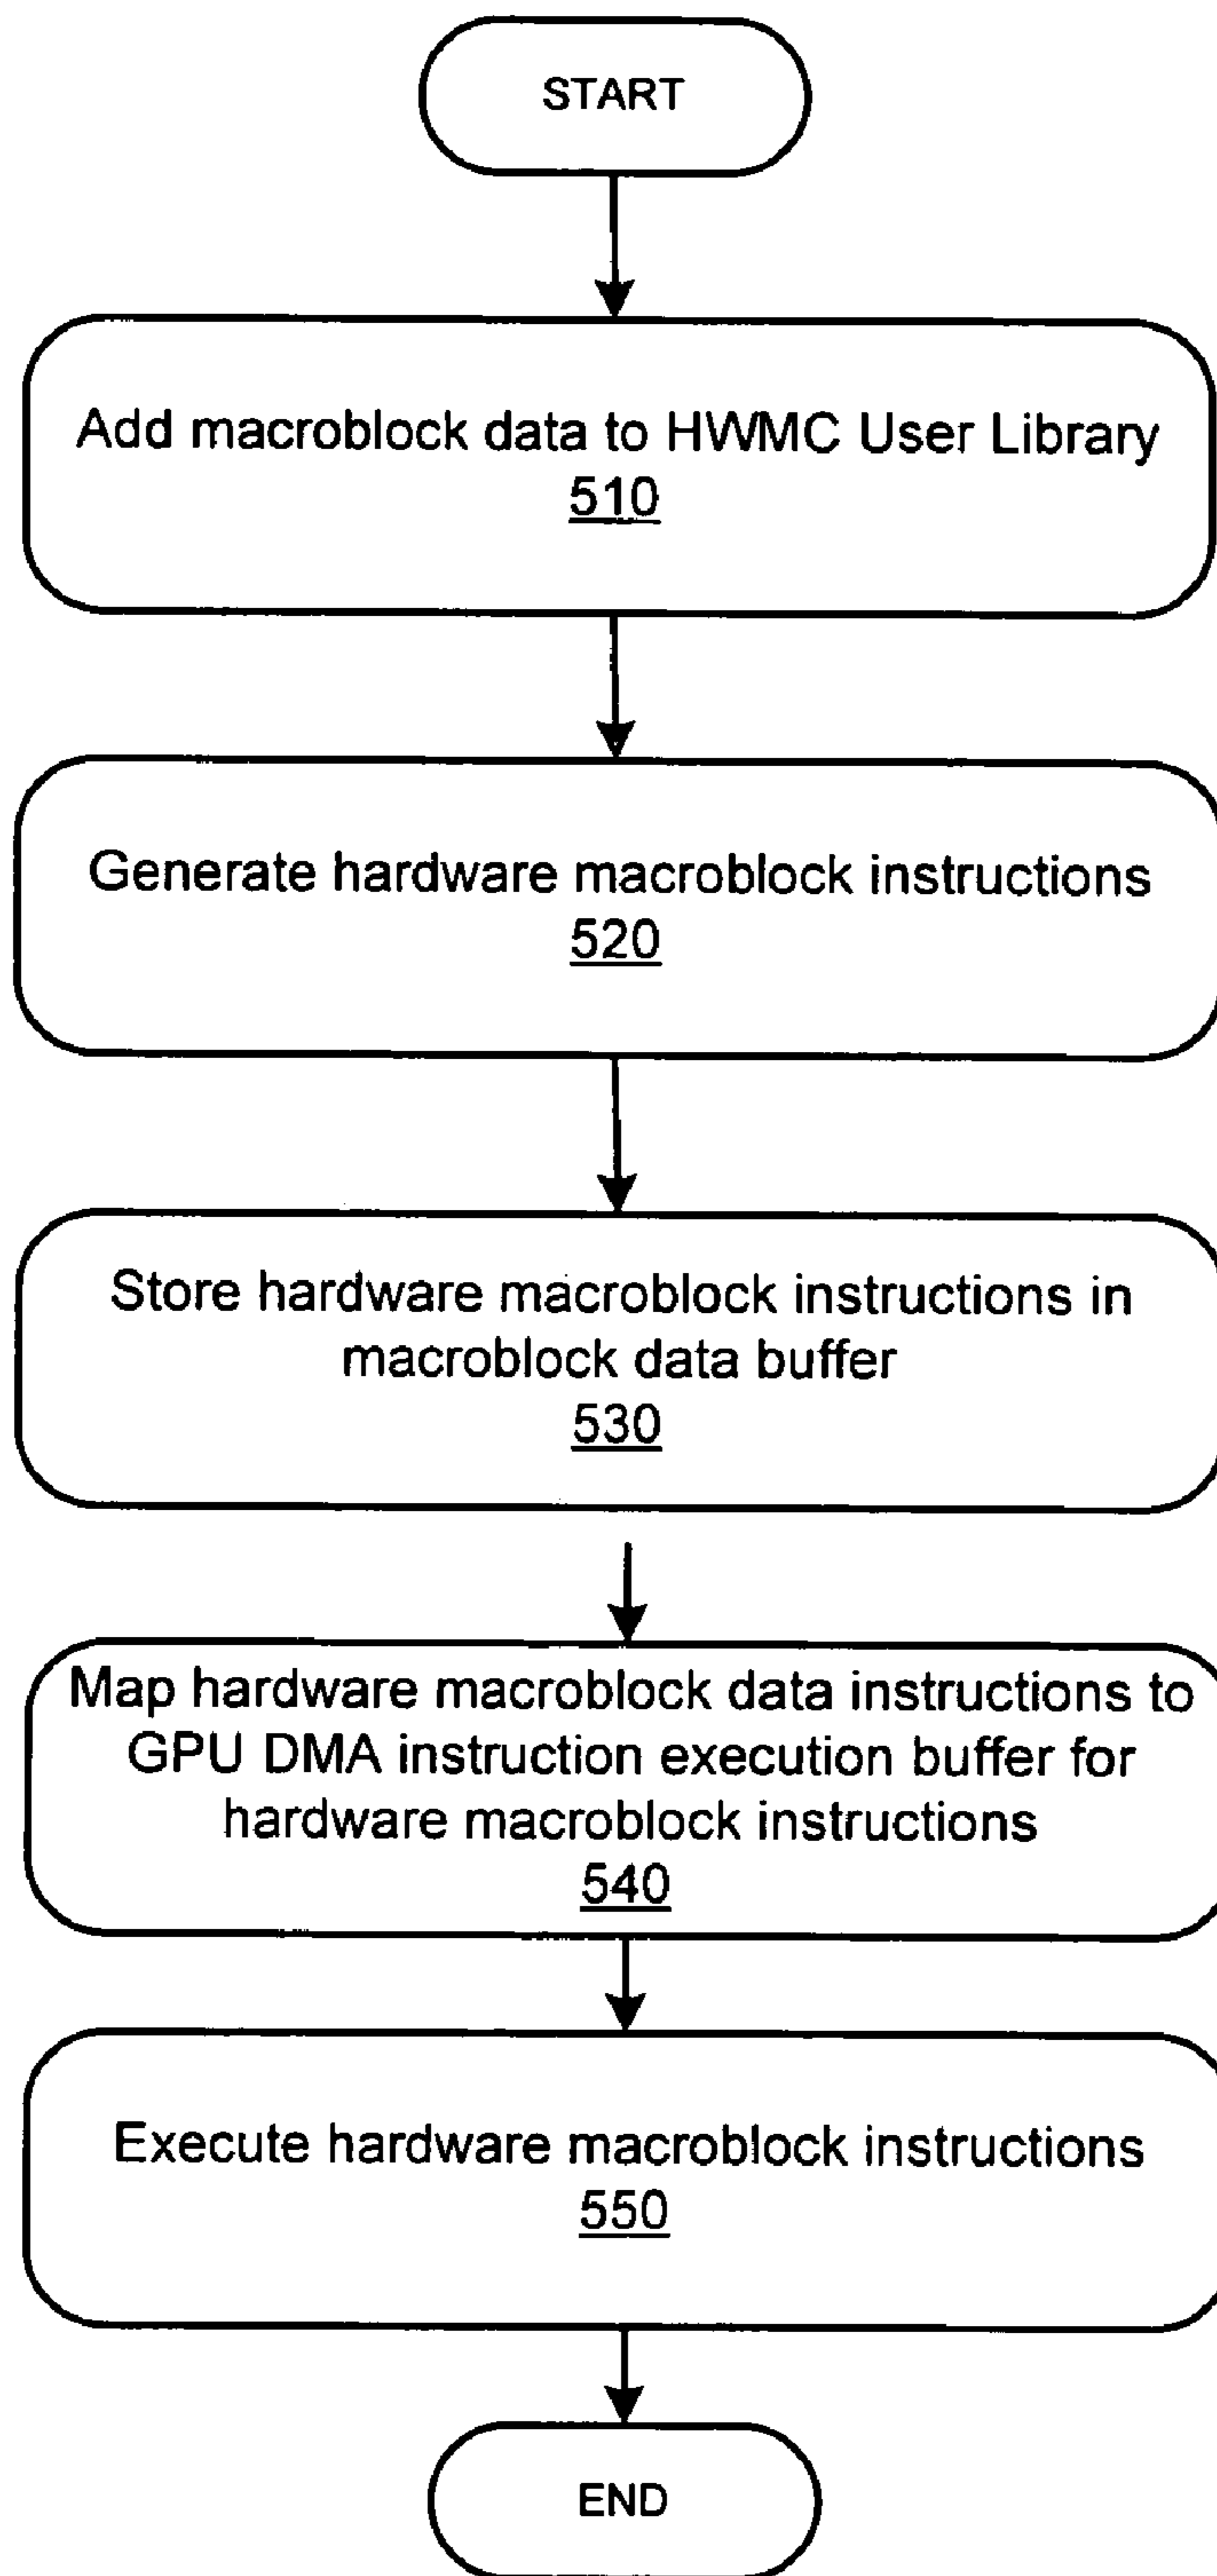 START
Add macroblock data to HWMC User Library
510
Generate hardware macroblock instructions
520
Store hardware macroblock instructions in
macroblock data buffer
530
Map hardware macroblock data instructions to
GPU DMA instruction execution buffer for
hardware macroblock instructions
540
Execute hardware macroblock instructions
550
END